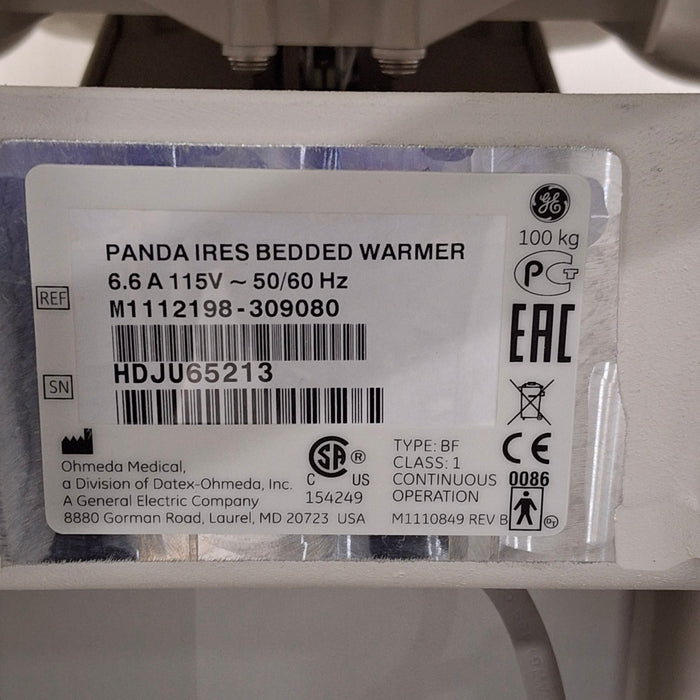 GE
100 kg
PANDA IRES BEDDED WARMER
6.6 A 115V ~ 50/60 Hz
REF M1112198-309080
SN HDJU65213
EAC
Ohmeda Medical,
a Division of Datex-Ohmeda, Inc.
A General Electric Company
8880 Gorman Road, Laurel, MD 20723 USA
SA ®
C US
154249
TYPE: BF
CLASS: 1
CONTINUOUS
OPERATION
M1110849 REV B
CE
0086